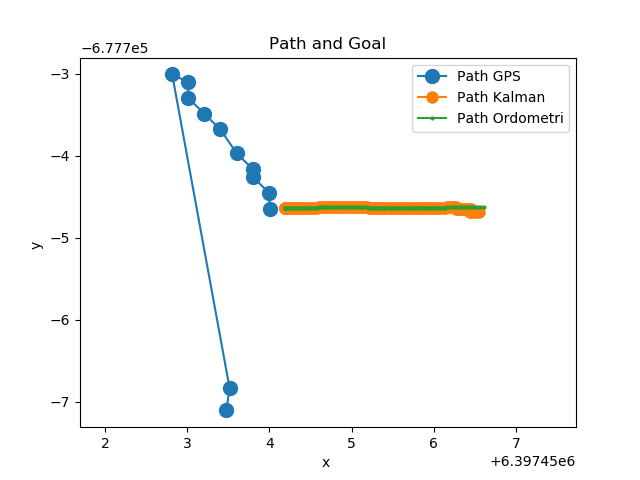 −6.777e5
Path and Goal
Path GPS
Path Kalman
Path Ordometri
−3
−4
−5
−6
−7
y
2 3 4 5 6 7
x
+6.39745e6